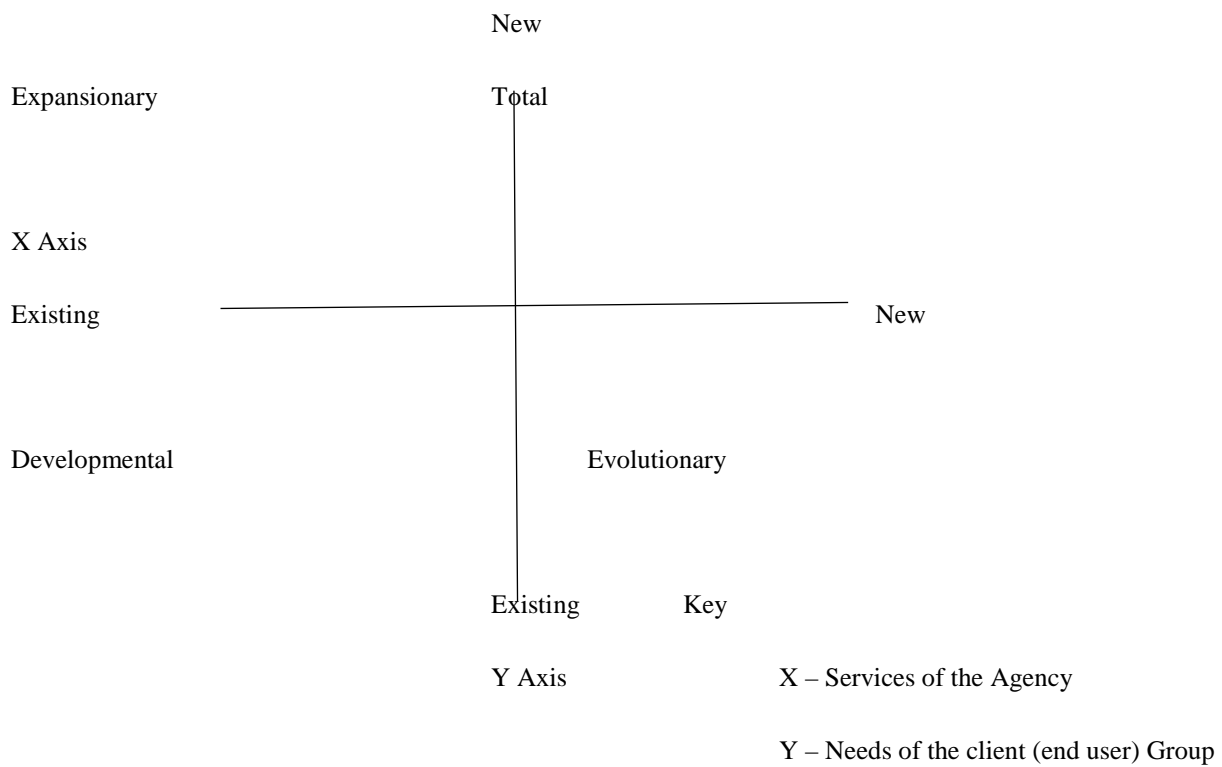 New
Expansionary Total
X Axis
Existing New
Developmental Evolutionary
Existing Key
Y Axis X – Services of the Agency
Y – Needs of the client (end user) Group